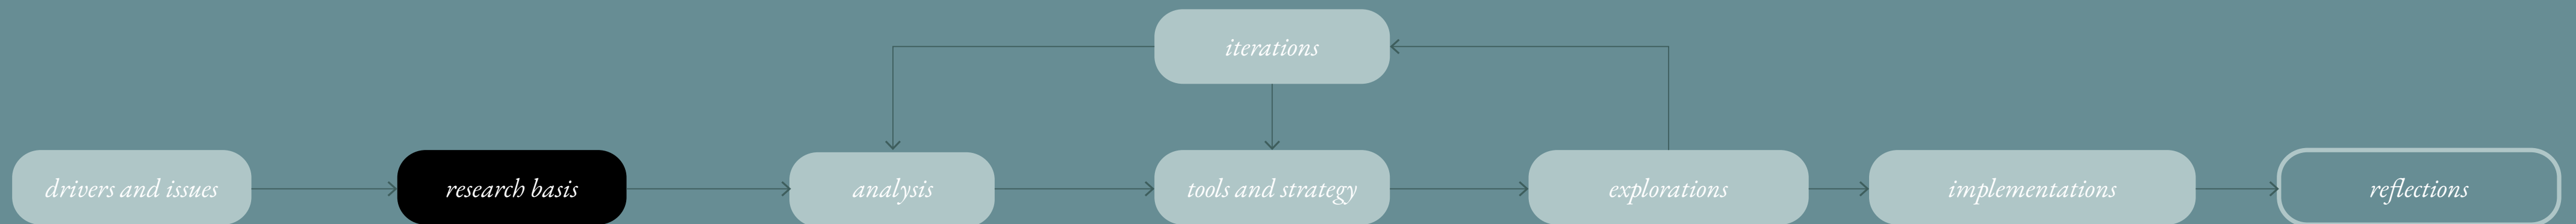 iterations
drivers and issues
research basis
analysis
tools and strategy
explorations
implementations
reflections